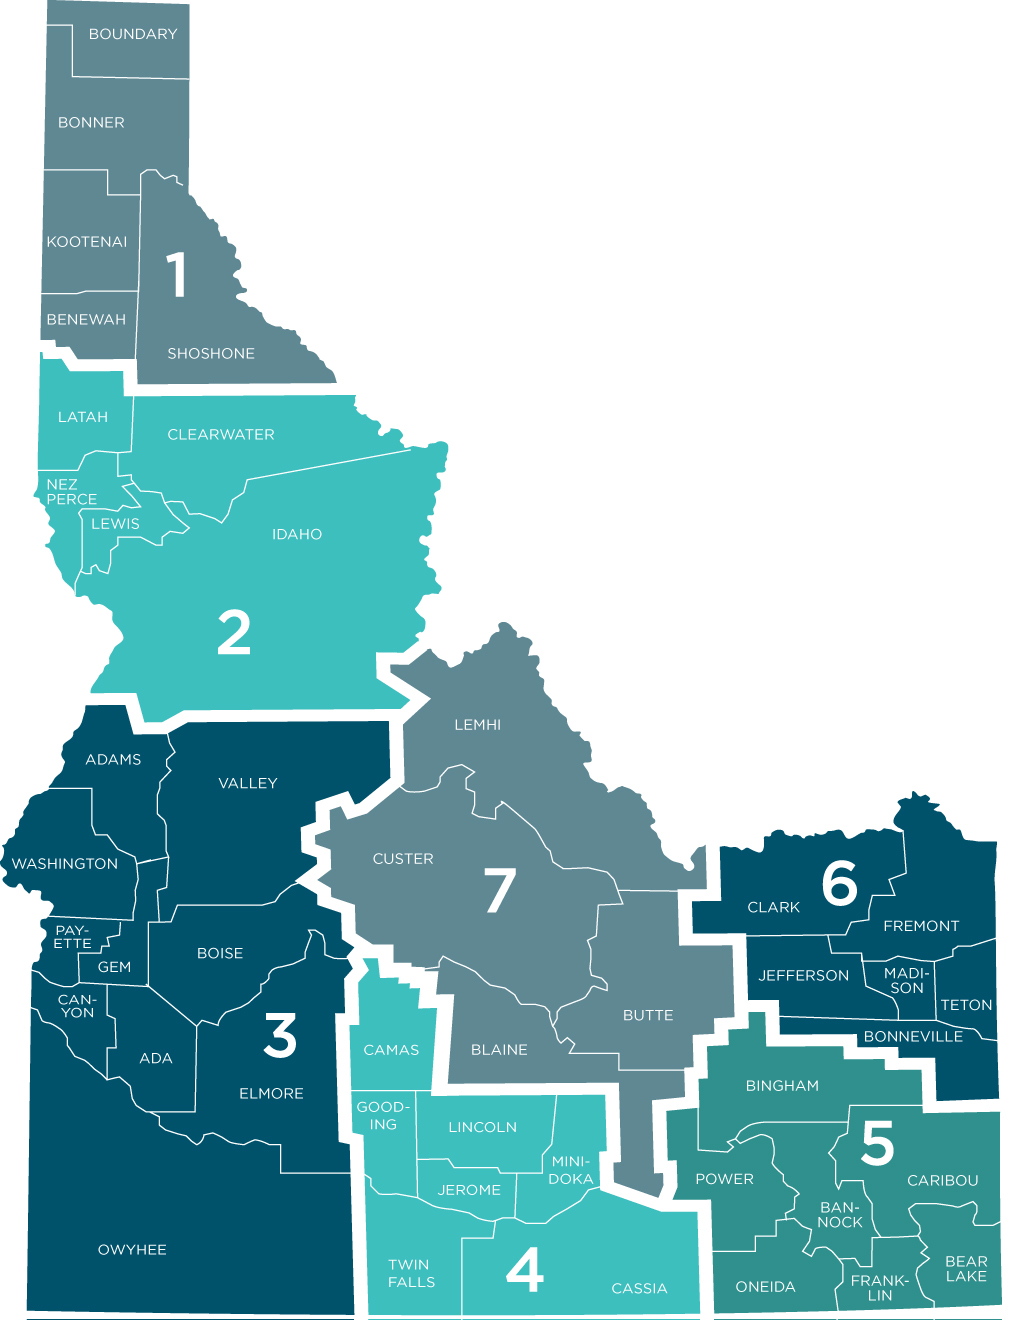 BOUNDARY
BONNER
KOOTENAI
1
BENEWAH
SHOSHONE
LATAH
CLEARWATER
NEZ
PERCE
LEWIS
IDAHO
2
LEMHI
ADAMS
VALLEY
CUSTER
WASHINGTON
7
6
CLARK
FREMONT
PAY-
ETTE
GEM
BOISE
JEFFERSON
MADI-
SON
TETON
CAN-
YON
ADA
3
ELMORE
CAMAS
BLAINE
BUTTE
BONNEVILLE
BINGHAM
GOOD-
ING
LINCOLN
MINI-
DOKA
JEROME
5
POWER
CARIBOU
BAN-
NOCK
OWYHEE
TWIN
FALLS
4
CASSIA
ONEIDA
FRANK-
LIN
BEAR
LAKE